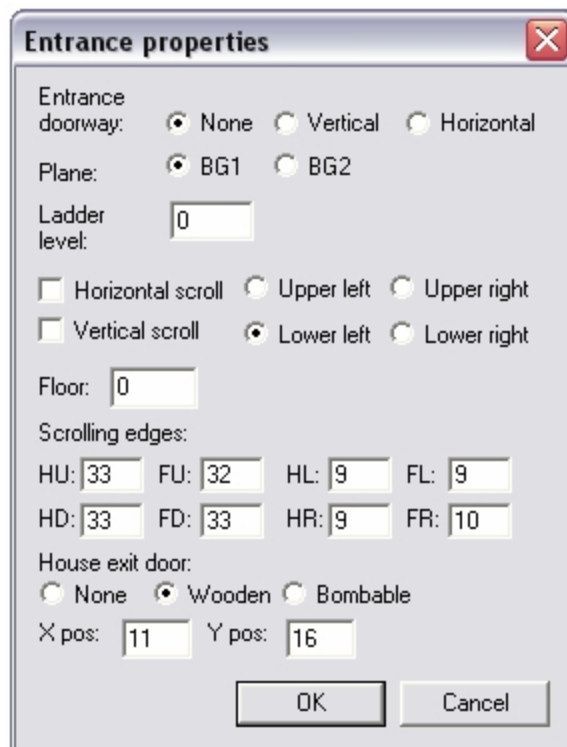 Entrance properties
Entrance
doorway: None Vertical Horizontal
Plane: BG1 BG2
Ladder
level: 0
Horizontal scroll Upper left Upper right
Vertical scroll Lower left Lower right
Floor: 0
Scrolling edges:
HU: 33 FU: 32 HL: 9 FL: 9
HD: 33 FD: 33 HR: 9 FR: 10
House exit door:
None Wooden Bombable
X pos: 11 Y pos: 16
OK Cancel